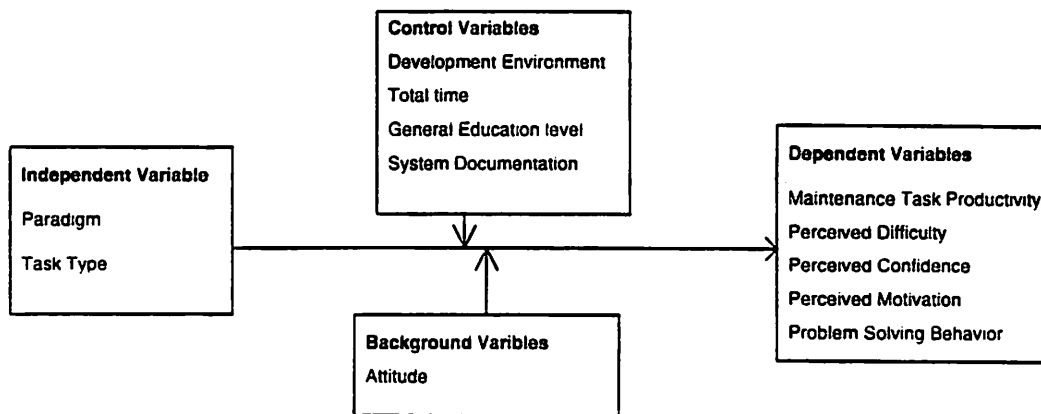 Control Variables
Development Environment
Total time
General Education level
System Documentation
Independent Variable
Paradigm
Task Type
Dependent Variables
Maintenance Task Productivity
Perceived Difficulty
Perceived Confidence
Perceived Motivation
Problem Solving Behavior
Background Varibles
Attitude